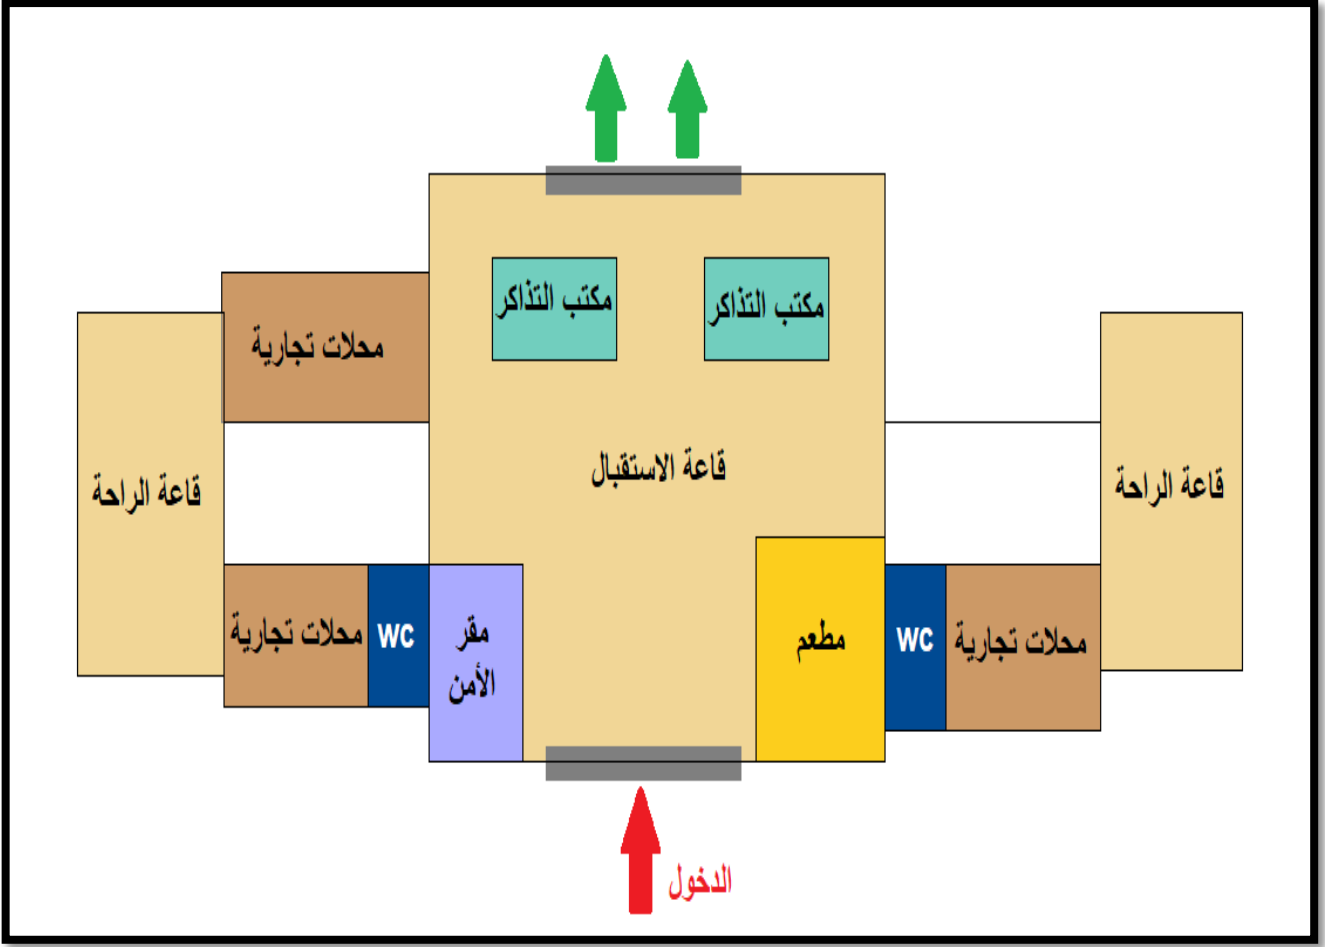 مكتب التذاكر
مكتب التذاكر
محلات تجارية
قاعة الاستقبال
قاعة الراحة
قاعة الراحة
محلات تجارية
WC
مطعم
مقر
الأمن
WC
محلات تجارية
الدخول